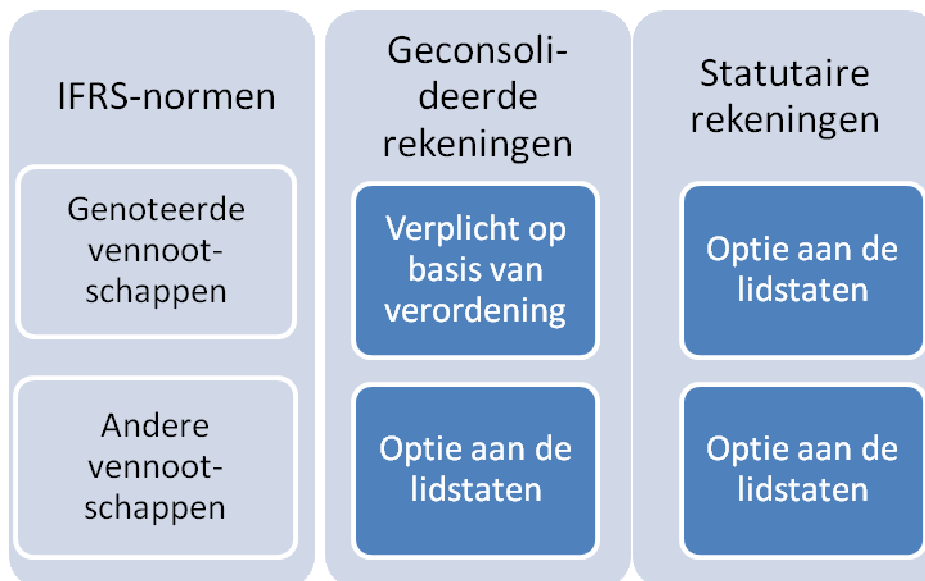 IFRS-normen
Geconsoli-
deerde
rekeningen
Statutaire
rekeningen
Genoteerde
vennoot-
schappen
Verplicht op
basis van
verordening
Optie aan de
lidstaten
Andere
vennoot-
schappen
Optie aan de
lidstaten
Optie aan de
lidstaten